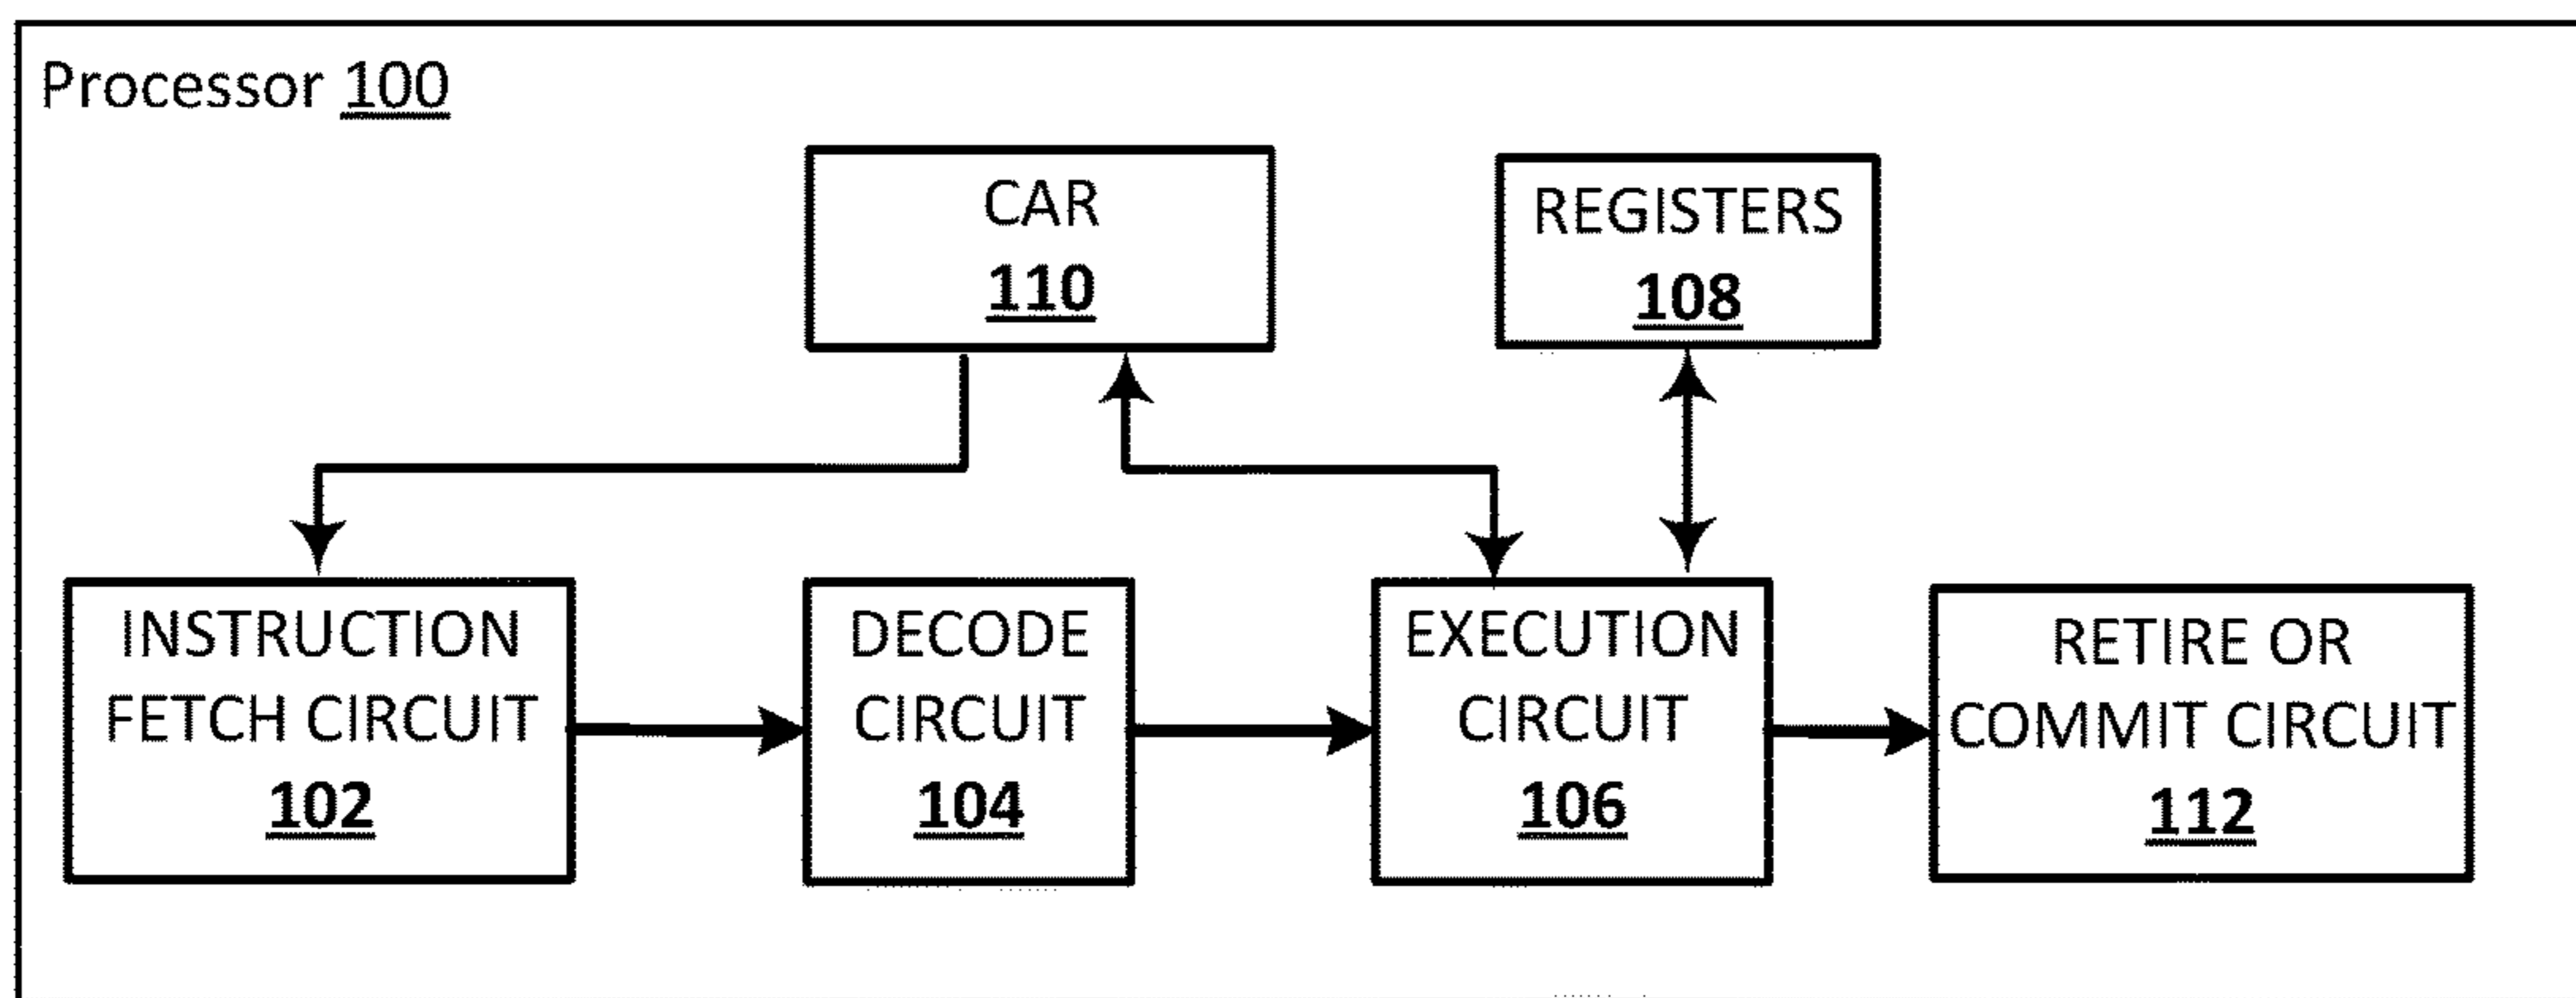 Processor 100
CAR
110
REGISTERS
108
INSTRUCTION
FETCH CIRCUIT
102
DECODE
CIRCUIT
104
EXECUTION
CIRCUIT
106
RETIRE OR
COMMIT CIRCUIT
112